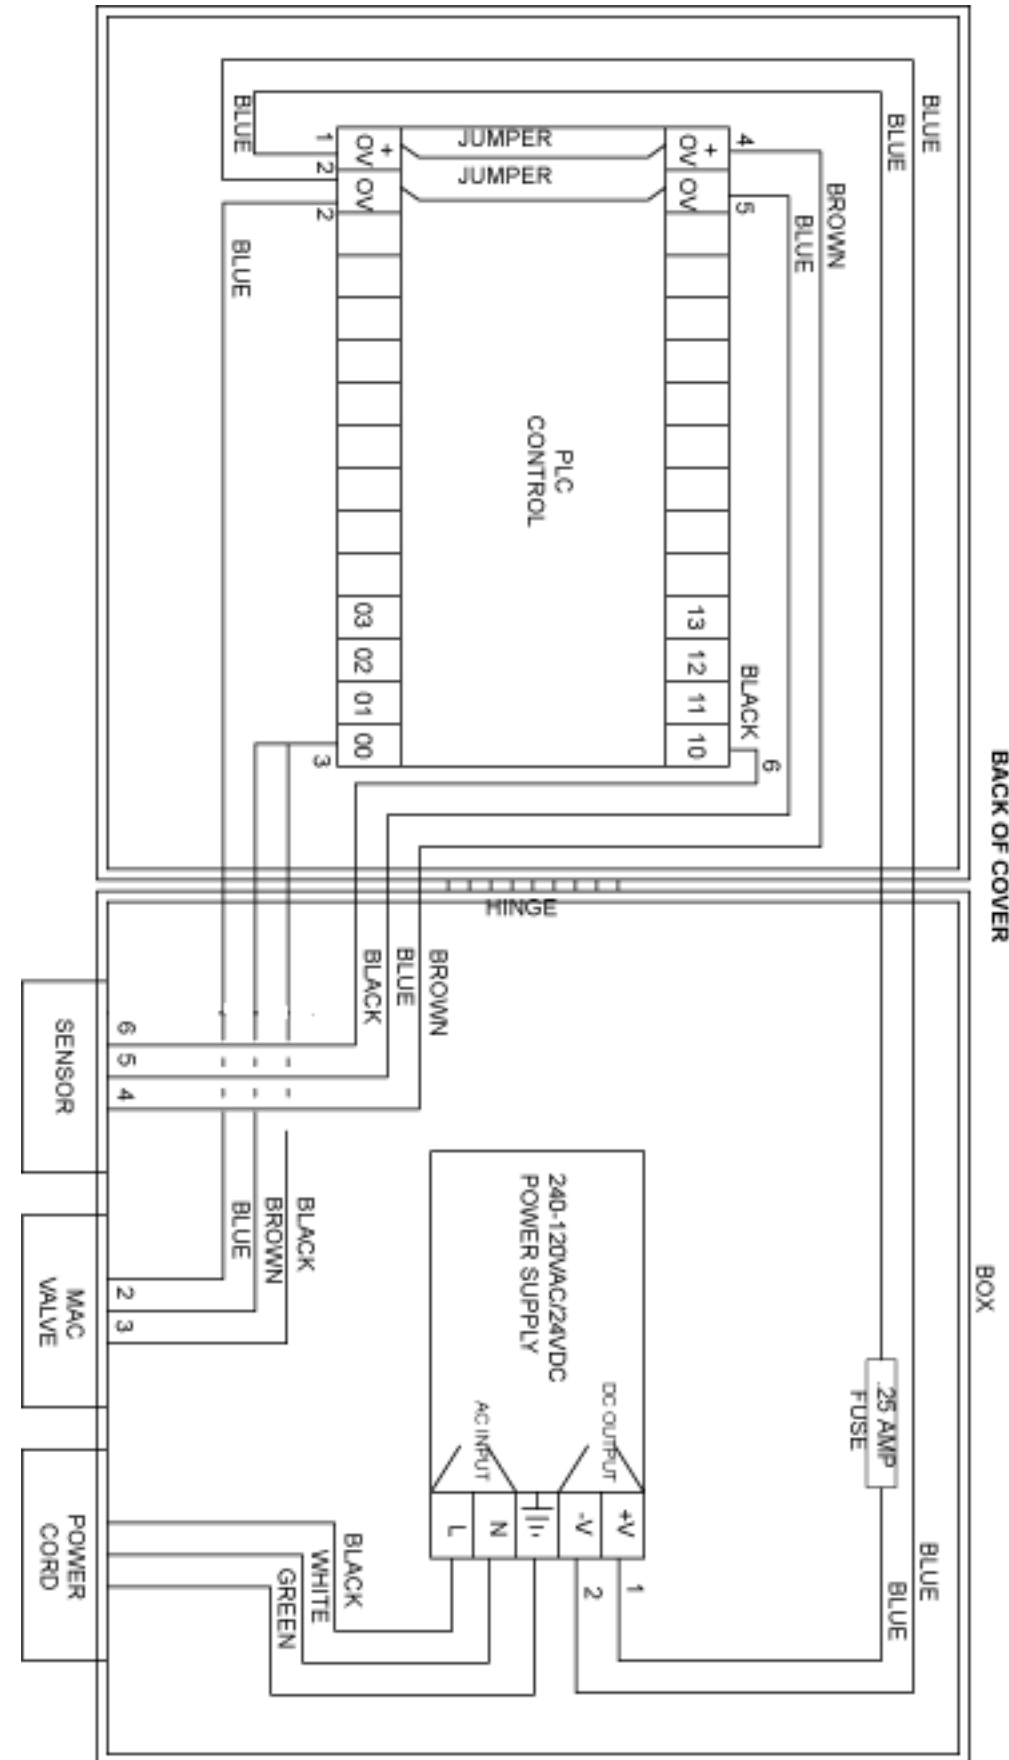 BACK OF COVER
BLUE
BLUE
BLUE
1
2
2
+
0V
0V
JUMPER
JUMPER
+
0V
0V
4
5
BROWN
BLUE
BLUE
PLC
CONTROL
03
02
01
00
3
13
12
11
10
BLACK
6
HINGE
BROWN
BLUE
BLACK
SENSOR
6
5
4
BOX
240-120VAC/24VDC
POWER SUPPLY
BLACK
BROWN
BLUE
MAC
VALVE
2
3
.25 AMP
FUSE
DC OUTPUT
AC INPUT
L
N
-V
+V
1
2
POWER
CORD
BLACK
WHITE
GREEN
BLUE
BLUE